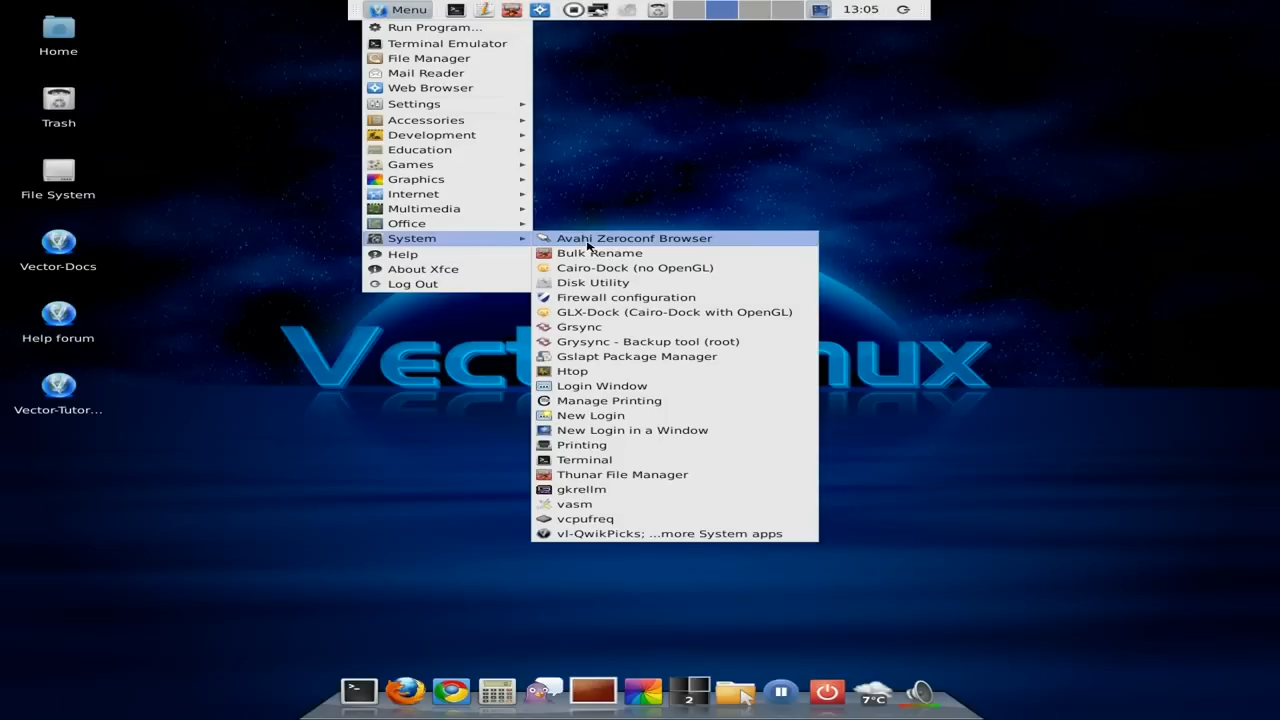 Menu
13:05
Home
Trash
File System
Vector-Docs
Help forum
Vector-Tutor...
Run Program...
Terminal Emulator
File Manager
Mail Reader
Web Browser
Settings
Accessories
Development
Education
Games
Graphics
Internet
Multimedia
Office
System
Help
About Xfce
Log Out
Avahi Zeroconf Browser
Bulk Rename
Cairo-Dock (no OpenGL)
Disk Utility
Firewall configuration
GLX-Dock (Cairo-Dock with OpenGL)
Grsync
Grysync - Backup tool (root)
Gslapt Package Manager
Htop
Login Window
Manage Printing
New Login
New Login in a Window
Printing
Terminal
Thunar File Manager
gkrellm
vasm
vcpufreq
vl-QwikPicks; ...more System apps
2
7°C